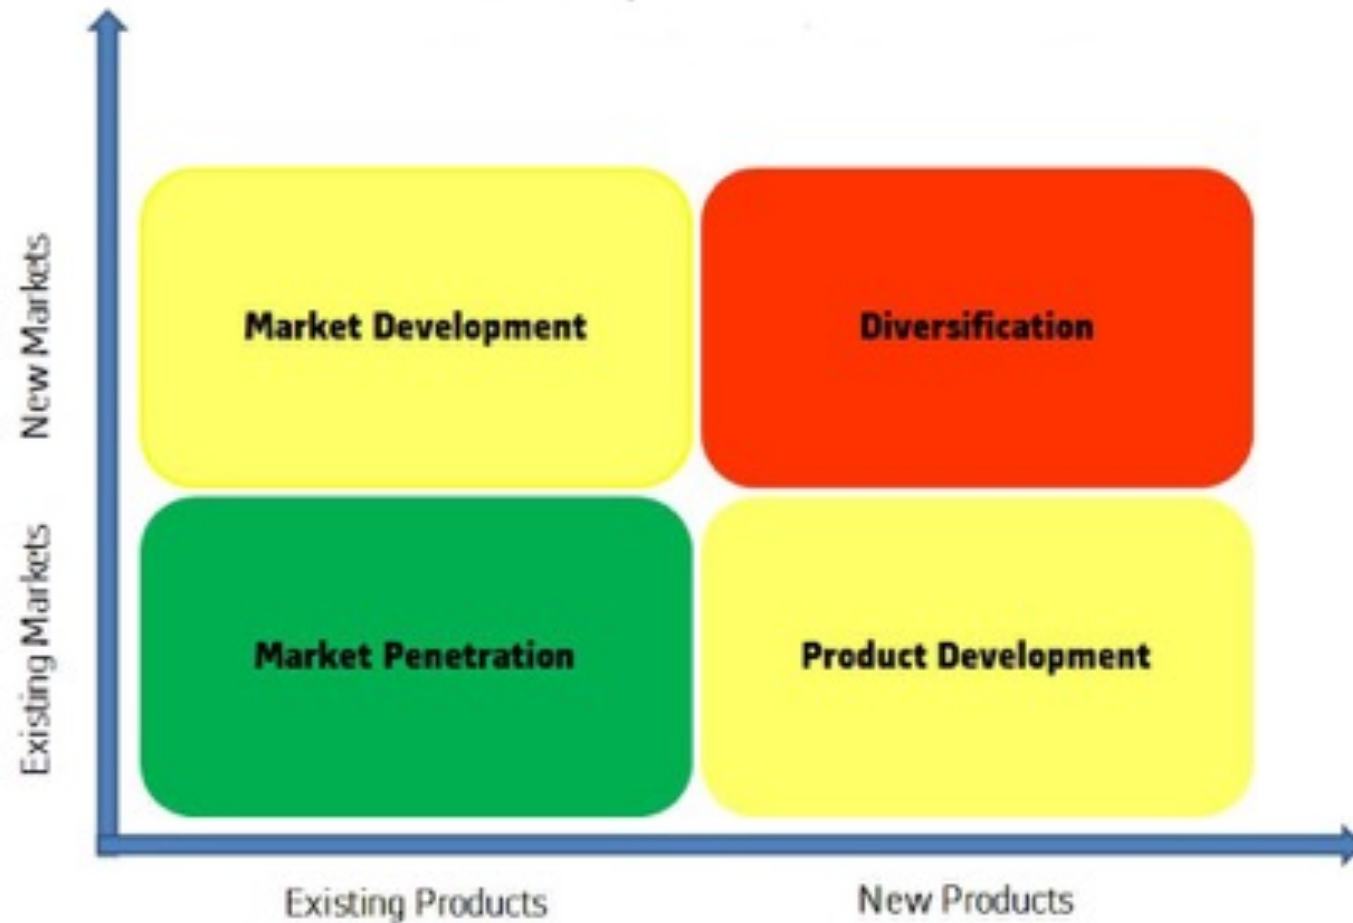 New Markets
Market Development
Diversification
Existing Markets
Market Penetration
Product Development
Existing Products
New Products